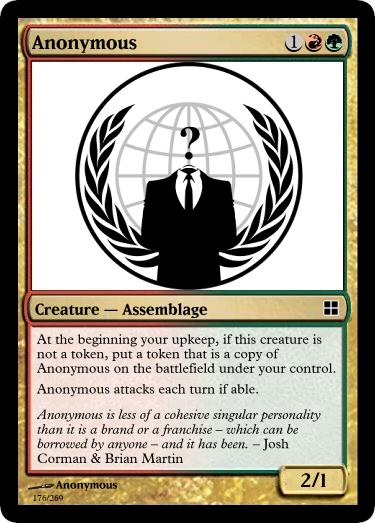 Anonymous 1
?
Creature — Assemblage
At the beginning your upkeep, if this creature is
not a token, put a token that is a copy of
Anonymous on the battlefield under your control.
Anonymous attacks each turn if able.
Anonymous is less of a cohesive singular personality
than it is a brand or a franchise – which can be
borrowed by anyone – and it has been. – Josh
Corman & Brian Martin
Anonymous
2/1
176/269